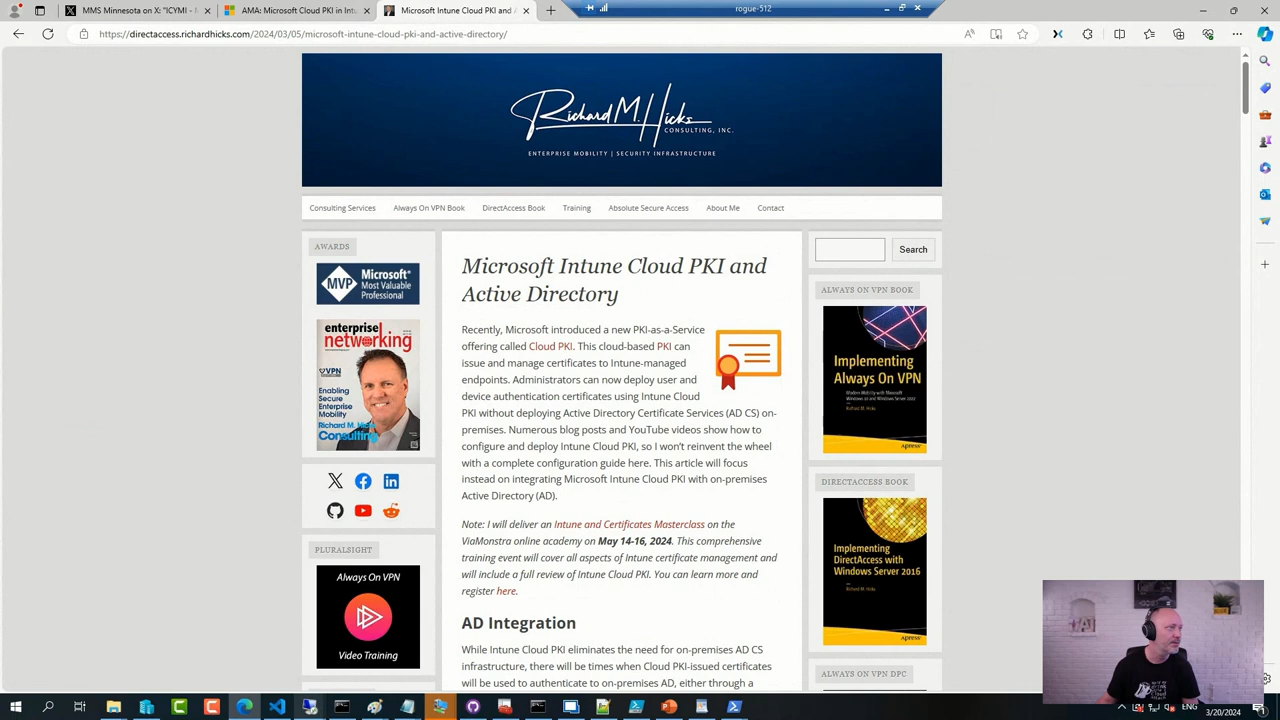 MMS Minnesota on X: "ICYMI -
AMA: Microsoft Cloud PKI in Intu
Microsoft Intune Cloud PKI and A
rogue-512
https://directaccess.richardhicks.com/2024/03/05/microsoft-intune-cloud-pki-and-active-directory/
Richard M. Hicks
CONSULTING, INC.
ENTERPRISE MOBILITY | SECURITY INFRASTRUCTURE
Consulting Services Always On VPN Book DirectAccess Book Training Absolute Secure Access About Me Contact
AWARDS
MVP
Microsoft
Most Valuable
Professional
enterprise
networking
VPN
Enabling
Secure
Enterprise
Mobility
Richard M. Hicks
Consulting
PLURALSIGHT
Always On VPN
Video Training
Microsoft Intune Cloud PKI and
Active Directory
Recently, Microsoft introduced a new PKI-as-a-Service
offering called Cloud PKI. This cloud-based PKI can
issue and manage certificates to Intune-managed
endpoints. Administrators can now deploy user and
device authentication certificates using Intune Cloud
PKI without deploying Active Directory Certificate Services (AD CS) on-
premises. Numerous blog posts and YouTube videos show how to
configure and deploy Intune Cloud PKI, so I won't reinvent the wheel
with a complete configuration guide here. This article will focus
instead on integrating Microsoft Intune Cloud PKI with on-premises
Active Directory (AD).
Note: I will deliver an Intune and Certificates Masterclass on the
ViaMonstra online academy on May 14-16, 2024. This comprehensive
training event will cover all aspects of Intune certificate management and
will include a full review of Intune Cloud PKI. You can learn more and
register here.
AD Integration
While Intune Cloud PKI eliminates the need for on-premises AD CS
infrastructure, there will be times when Cloud PKI-issued certificates
will be used to authenticate to on-premises AD, either through a
Search
ALWAYS ON VPN BOOK
Implementing
Always On VPN
Modern Mobility with Microsoft
Windows 10 and Windows Server 2022
Richard M. Hicks
Apress
DIRECTACCESS BOOK
Implementing
DirectAccess with
Windows Server 2016
Richard M. Hicks
Apress
ALWAYS ON VPN DPC
ENG
3/20/2024